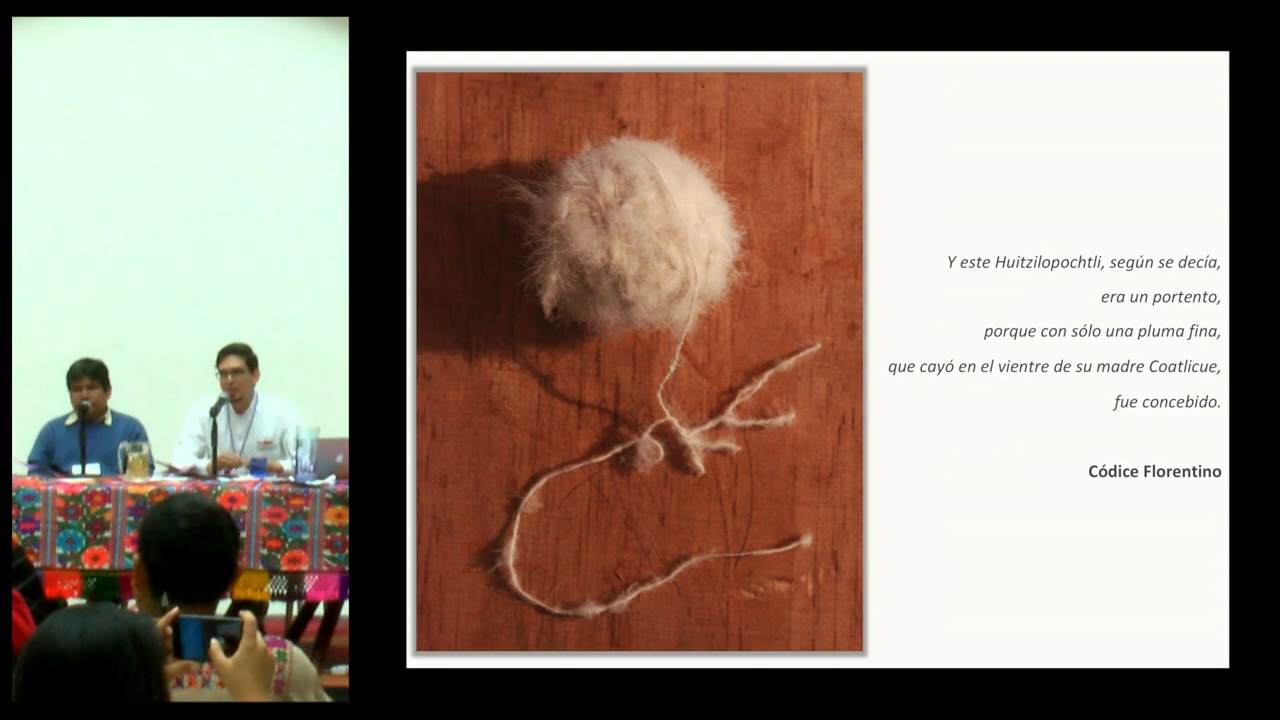 Y este Huitzilopochtli, según se decía,
era un portento,
porque con sólo una pluma fina,
que cayó en el vientre de su madre Coatlicue,
fue concebido.
Códice Florentino